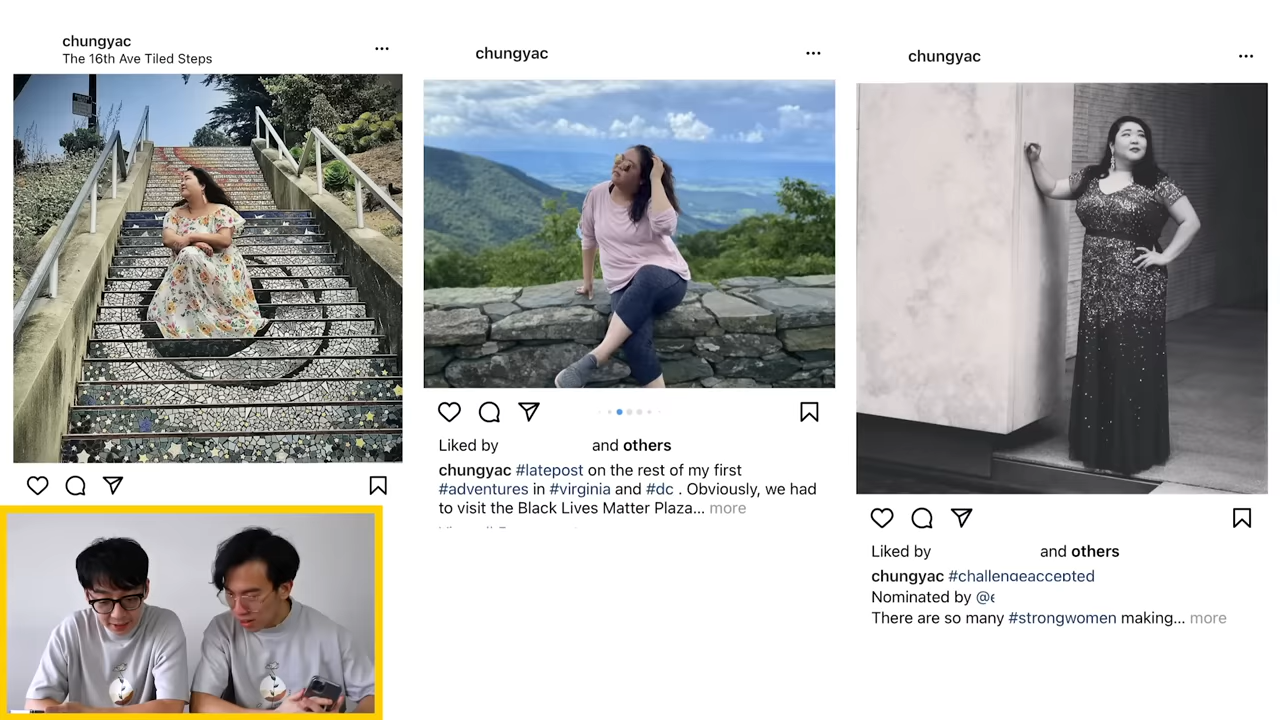 chungyac
The 16th Ave Tiled Steps
chungyac
Liked by and others
chungyac #latepost on the rest of my first
#adventures in #virginia and #dc . Obviously, we had
to visit the Black Lives Matter Plaza... more
chungyac
Liked by and others
chungyac #challengeaccepted
Nominated by @
There are so many #strongwomen making... more